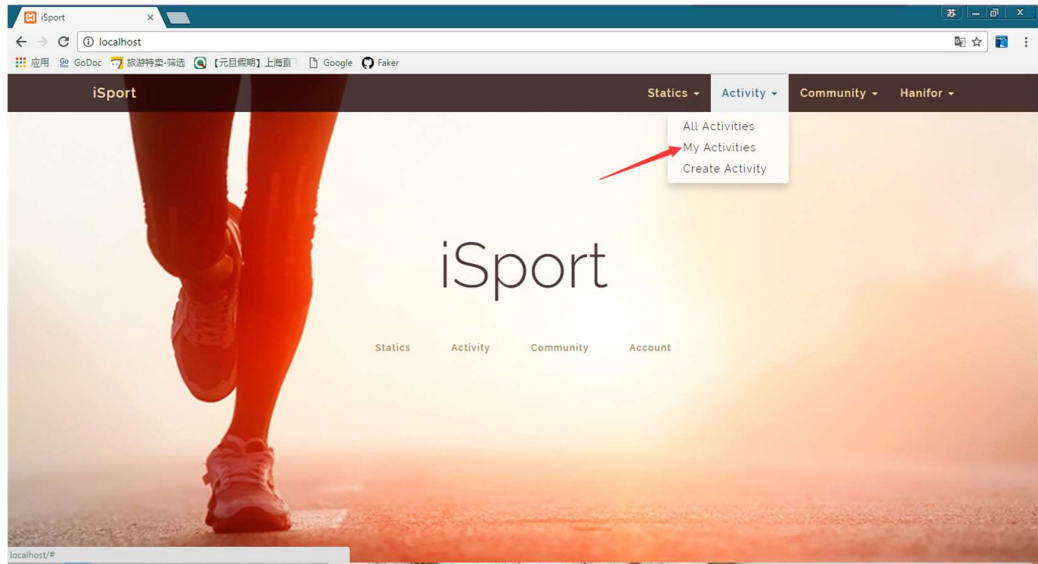 iSport
苏
localhost
应用 GoDoc 旅游特卖-筛选 【元旦假期】上海直 Google Faker
iSport Statics Activity Community Hanifor
All Activities
My Activities
Create Activity
iSport
Statics Activity Community Account
localhost/#